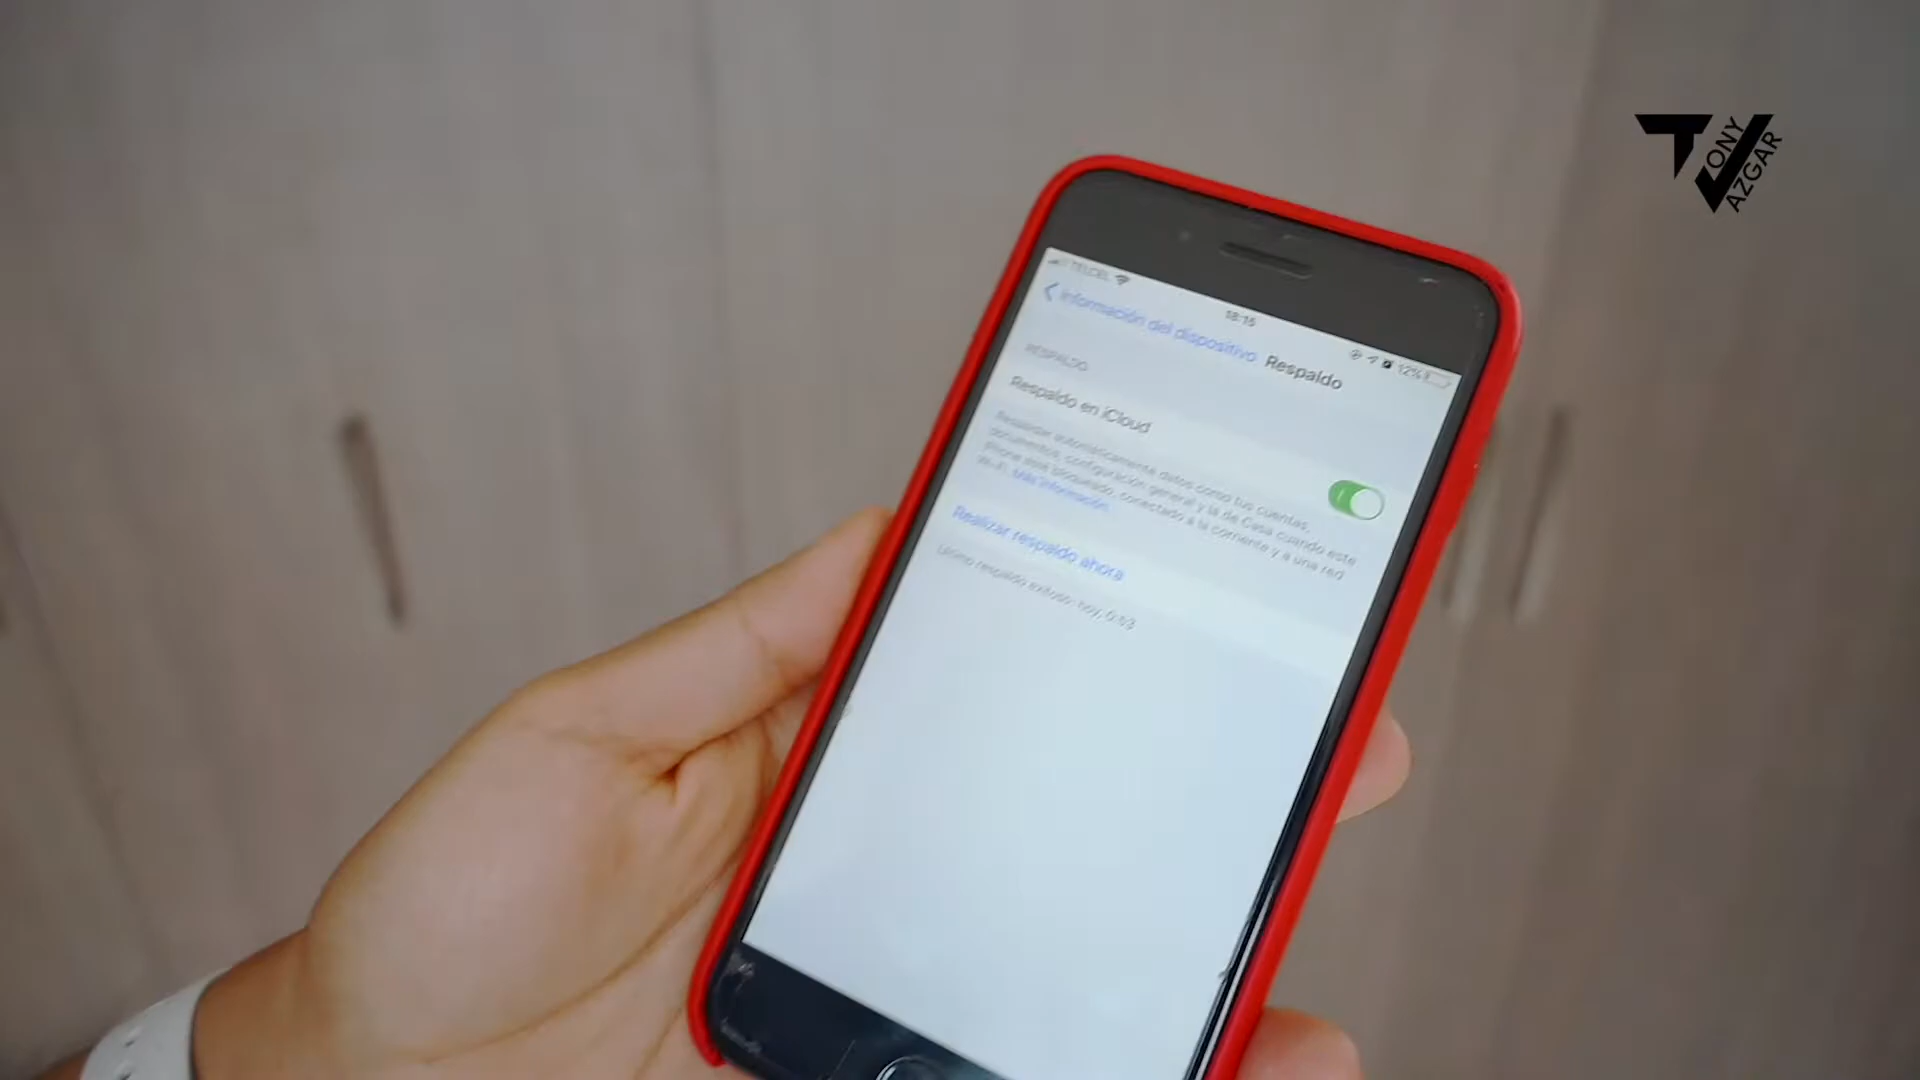 TONY
AZGAR
TELCEL
18:15
12%
Información del dispositivo
Respaldo
RESPALDO
Respaldo en iCloud
Respaldar automáticamente datos como tus cuentas,
documentos, configuración general y la de Casa cuando este
iPhone esté bloqueado, conectado a la corriente y a una red
Wi-Fi. Más información
Realizar respaldo ahora
Último respaldo exitoso: hoy, 0:53